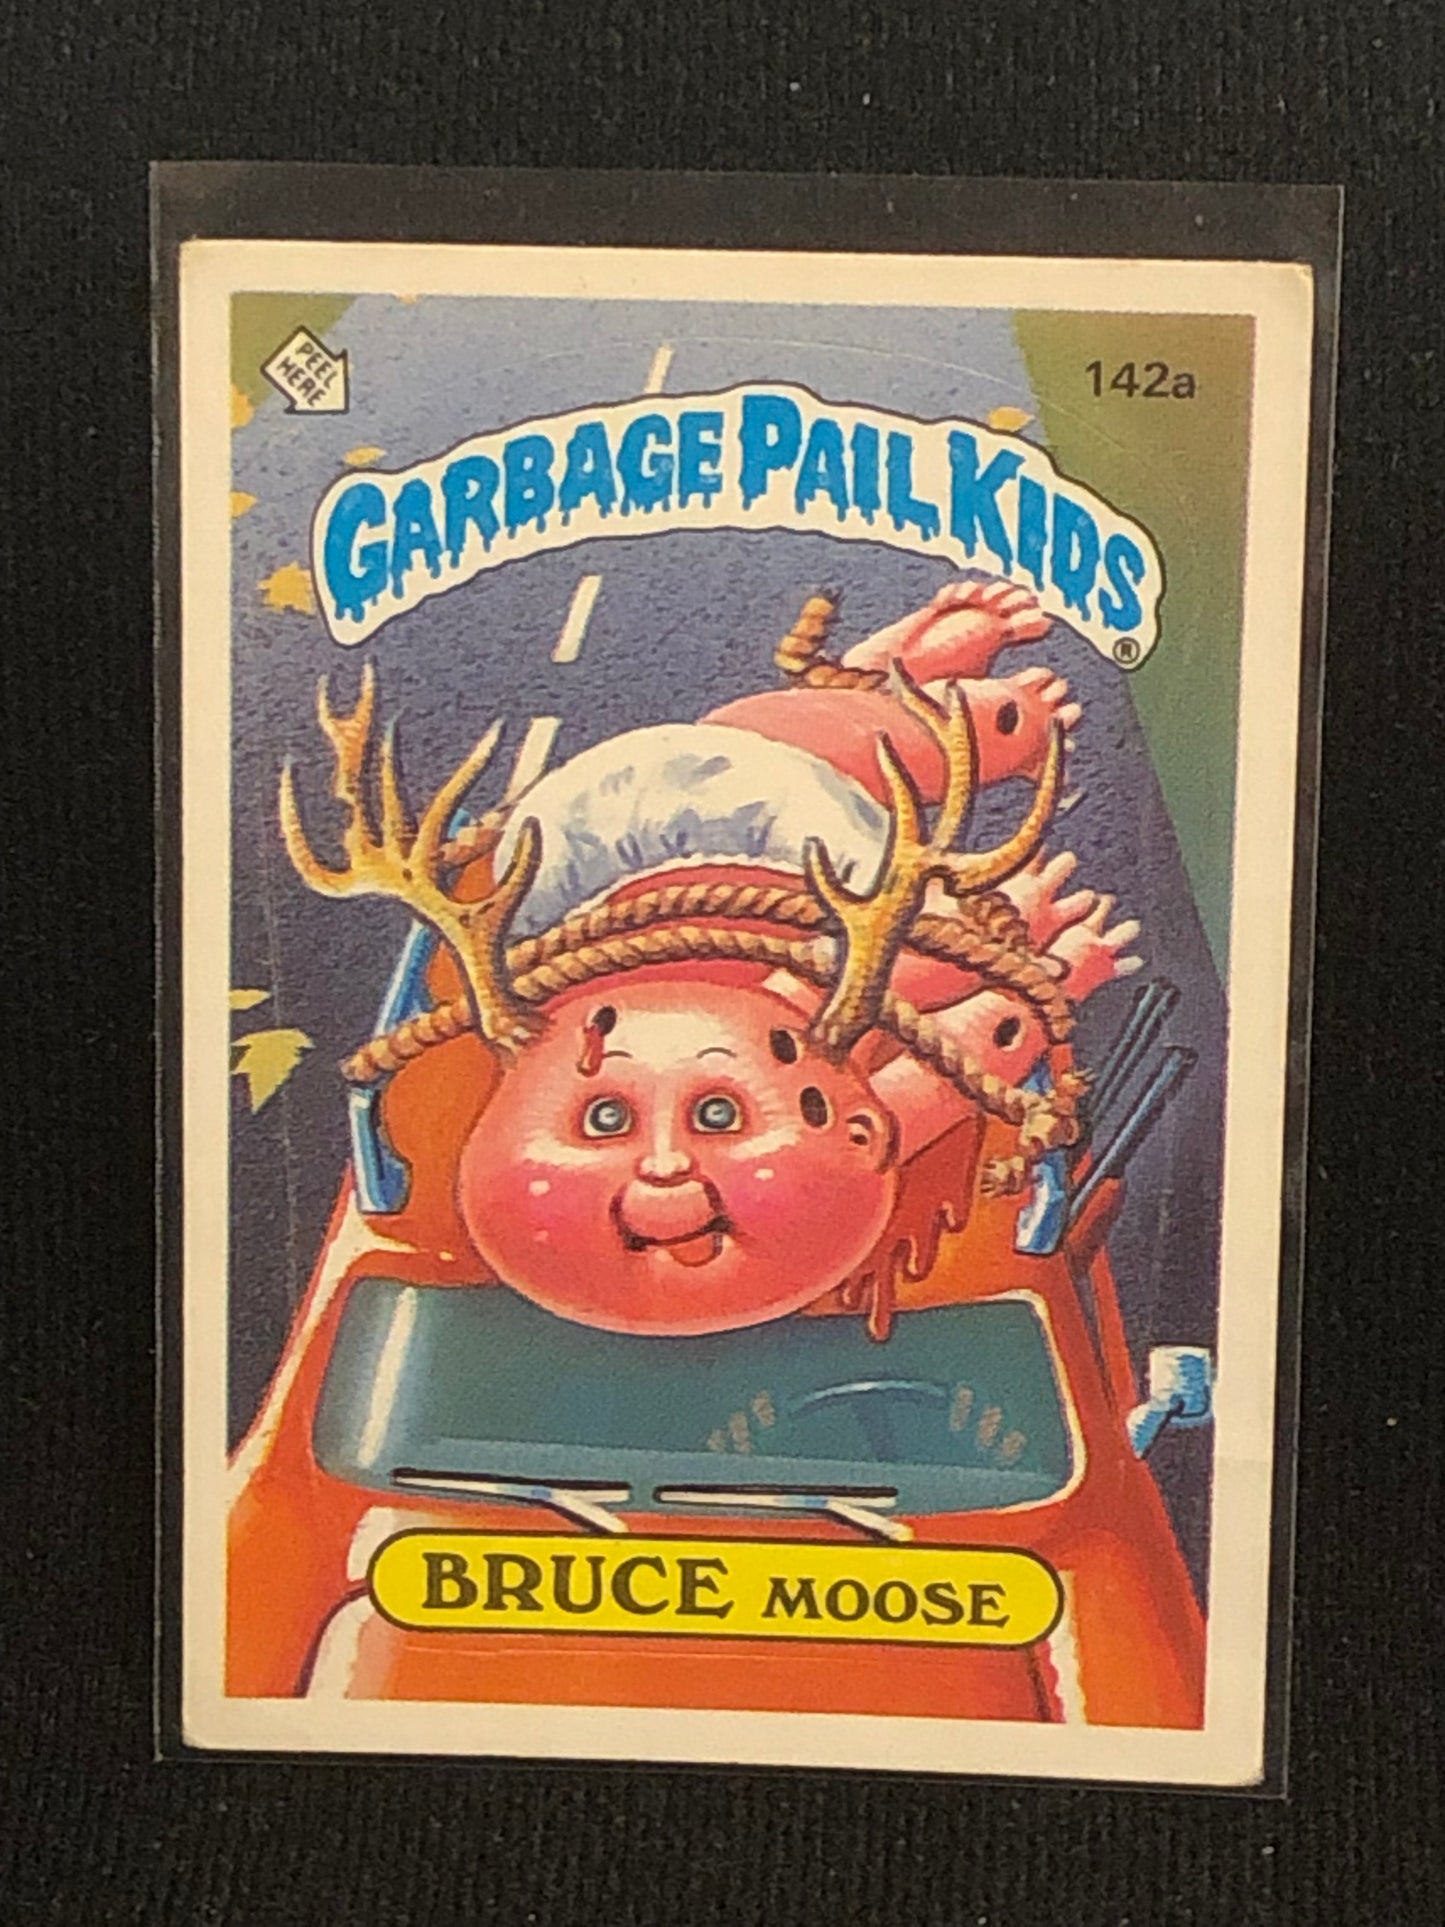 PEEL
HERE
142a
GARBAGE PAIL KIDS
®
BRUCE MOOSE